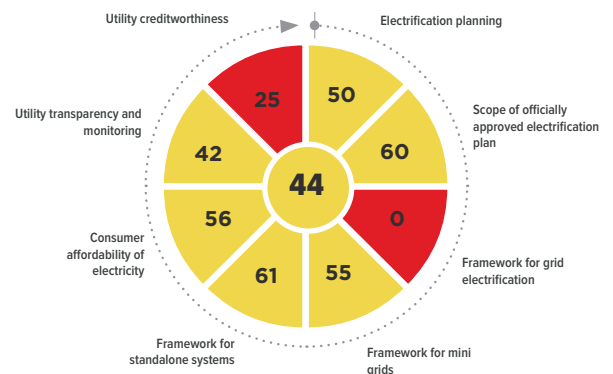 Utility creditworthiness
Electrification planning
25
50
Utility transparency and
monitoring
Scope of officially
approved electrification
plan
42
60
44
56
0
Consumer
affordability of
electricity
61
55
Framework for grid
electrification
Framework for
standalone systems
Framework for mini
grids